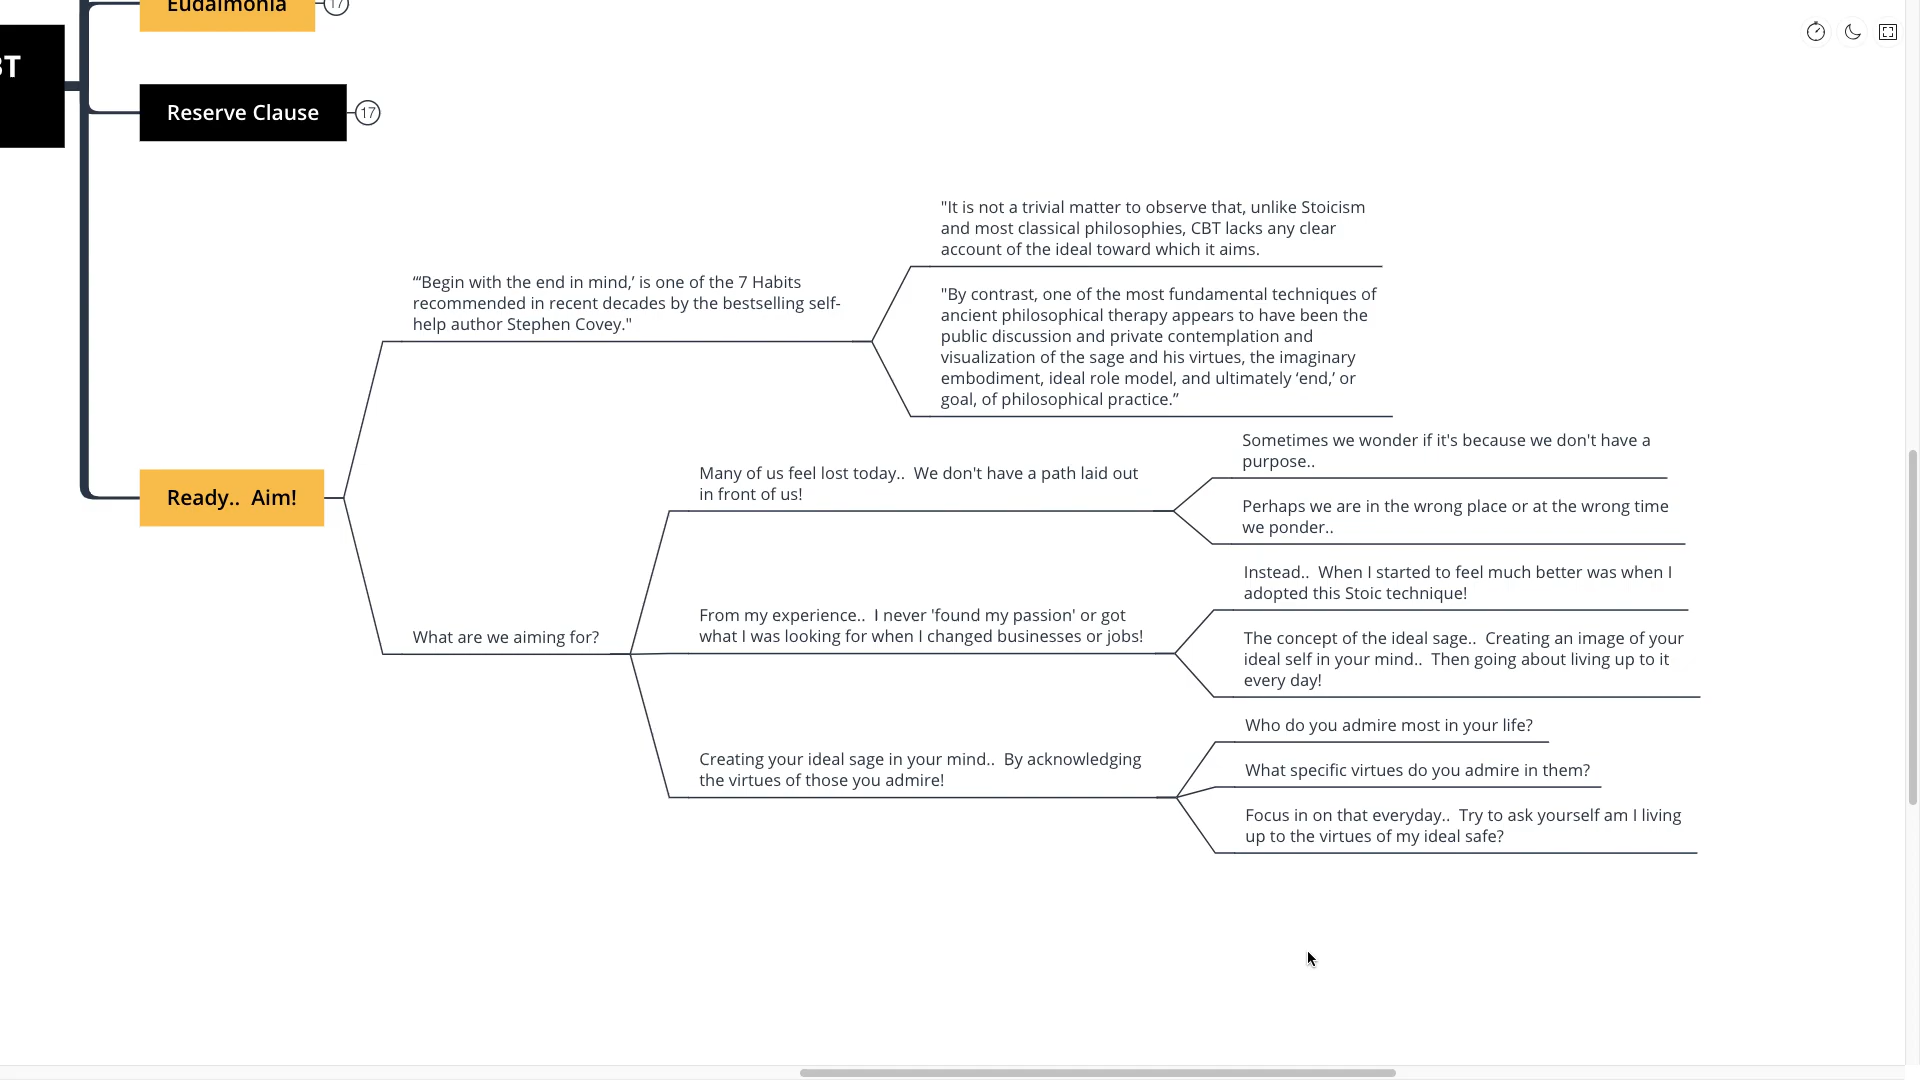 Eudaimonia
17
BT
Reserve Clause
17
"It is not a trivial matter to observe that, unlike Stoicism
and most classical philosophies, CBT lacks any clear
account of the ideal toward which it aims.
“‘Begin with the end in mind,’ is one of the 7 Habits
recommended in recent decades by the bestselling self-
help author Stephen Covey."
"By contrast, one of the most fundamental techniques of
ancient philosophical therapy appears to have been the
public discussion and private contemplation and
visualization of the sage and his virtues, the imaginary
embodiment, ideal role model, and ultimately ‘end,’ or
goal, of philosophical practice.”
Ready..  Aim!
What are we aiming for?
Many of us feel lost today..  We don't have a path laid out
in front of us!
Sometimes we wonder if it's because we don't have a
purpose..
Perhaps we are in the wrong place or at the wrong time
we ponder..
From my experience..  I never 'found my passion' or got
what I was looking for when I changed businesses or jobs!
Instead..  When I started to feel much better was when I
adopted this Stoic technique!
The concept of the ideal sage..  Creating an image of your
ideal self in your mind..  Then going about living up to it
every day!
Creating your ideal sage in your mind..  By acknowledging
the virtues of those you admire!
Who do you admire most in your life?
What specific virtues do you admire in them?
Focus in on that everyday..  Try to ask yourself am I living
up to the virtues of my ideal safe?